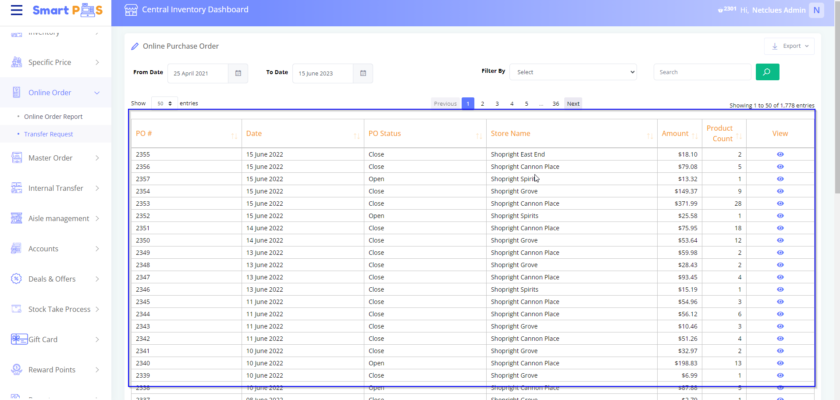 Smart POS
Central Inventory Dashboard
2301 Hi, Netclues Admin N
Inventory
Specific Price
Online Order
Online Order Report
Transfer Request
Master Order
Internal Transfer
Aisle management
Accounts
Deals & Offers
Stock Take Process
Gift Card
Reward Points
Online Purchase Order
Export
From Date 25 April 2021 To Date 15 June 2023 Filter By Select Search
Show 50 entries Previous 1 2 3 4 5 ... 36 Next Showing 1 to 50 of 1,778 entries
PO # Date PO Status Store Name Amount Product Count View
2355 15 June 2022 Close Shopright East End $18.10 2
2356 15 June 2022 Close Shopright Cannon Place $79.08 5
2357 15 June 2022 Open Shopright Spirits $13.32 1
2354 15 June 2022 Close Shopright Grove $149.37 9
2353 15 June 2022 Close Shopright Cannon Place $371.99 28
2352 15 June 2022 Open Shopright Spirits $25.58 1
2351 14 June 2022 Close Shopright Cannon Place $75.95 18
2350 14 June 2022 Close Shopright Grove $53.64 12
2349 13 June 2022 Close Shopright Cannon Place $59.98 2
2348 13 June 2022 Close Shopright Grove $28.43 2
2347 13 June 2022 Close Shopright Cannon Place $93.45 4
2346 13 June 2022 Close Shopright Spirits $15.19 1
2345 11 June 2022 Close Shopright Cannon Place $54.96 3
2344 11 June 2022 Close Shopright Cannon Place $56.12 6
2343 11 June 2022 Close Shopright Grove $10.46 3
2342 11 June 2022 Close Shopright Cannon Place $51.26 4
2341 10 June 2022 Close Shopright Grove $32.97 2
2340 10 June 2022 Open Shopright Cannon Place $198.83 13
2339 10 June 2022 Close Shopright Grove $6.99 1
2338 10 June 2022 Open Shopright Cannon Place $67.88